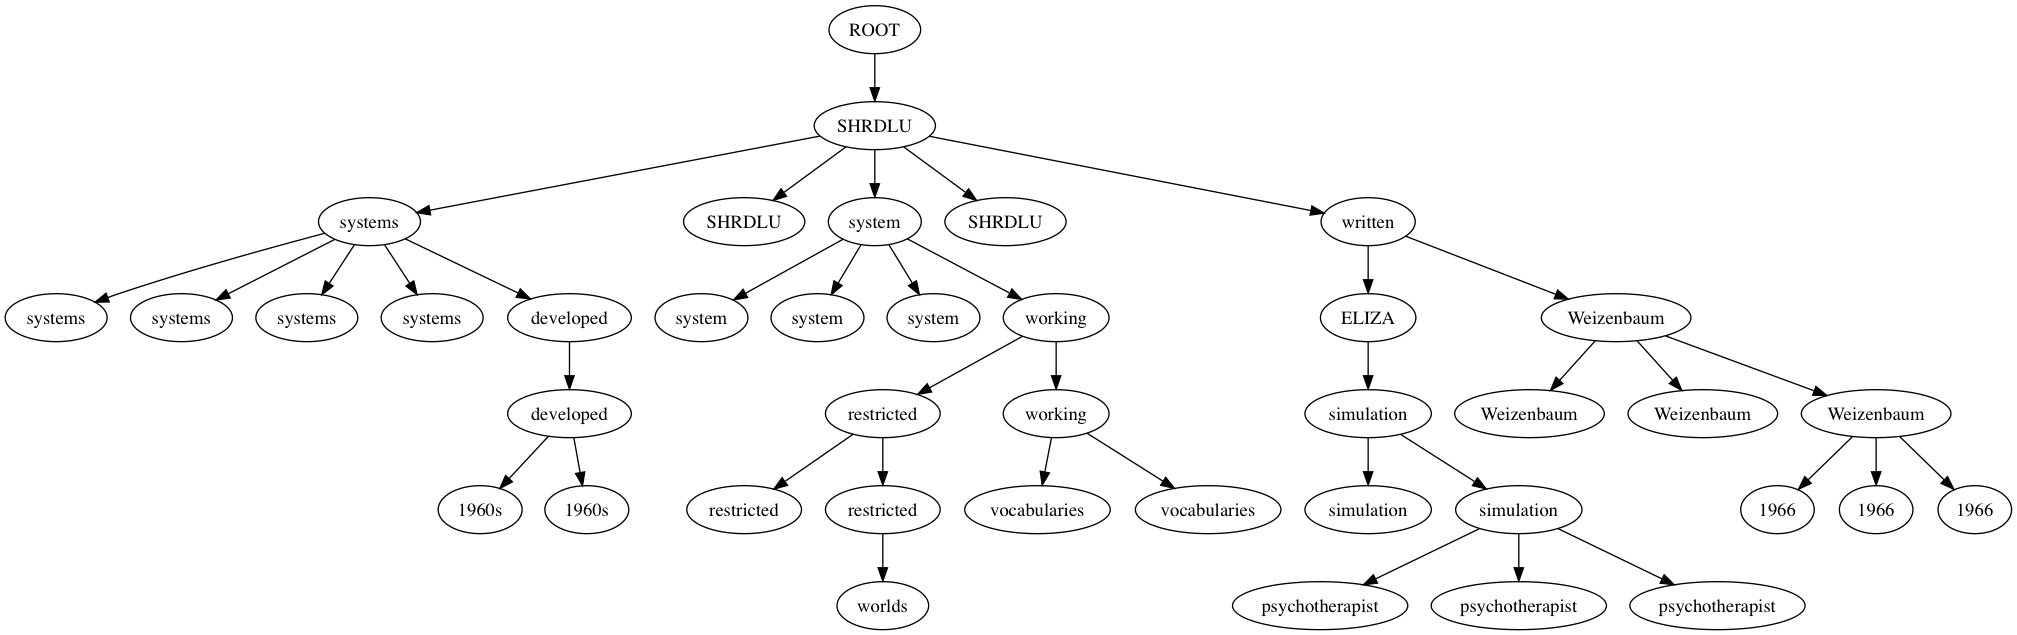 ROOT
SHRDLU
systems SHRDLU system SHRDLU written
systems systems systems systems developed system system system working ELIZA Weizenbaum
developed restricted working simulation Weizenbaum Weizenbaum Weizenbaum
1960s 1960s restricted restricted vocabularies vocabularies simulation simulation 1966 1966 1966
worlds psychotherapist psychotherapist psychotherapist